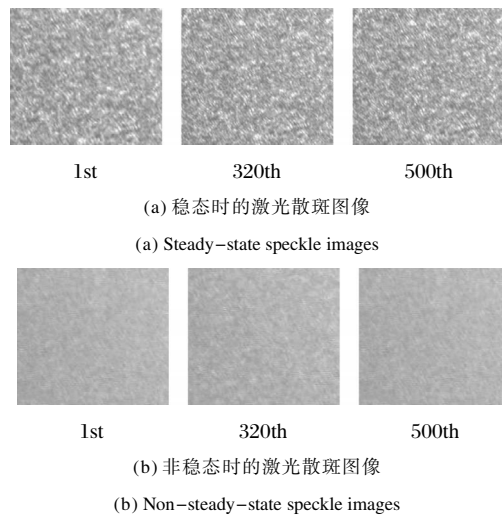 1st 320th 500th
(a) 稳态时的激光散斑图像
(a) Steady-state speckle images
1st 320th 500th
(b) 非稳态时的激光散斑图像
(b) Non-steady-state speckle images